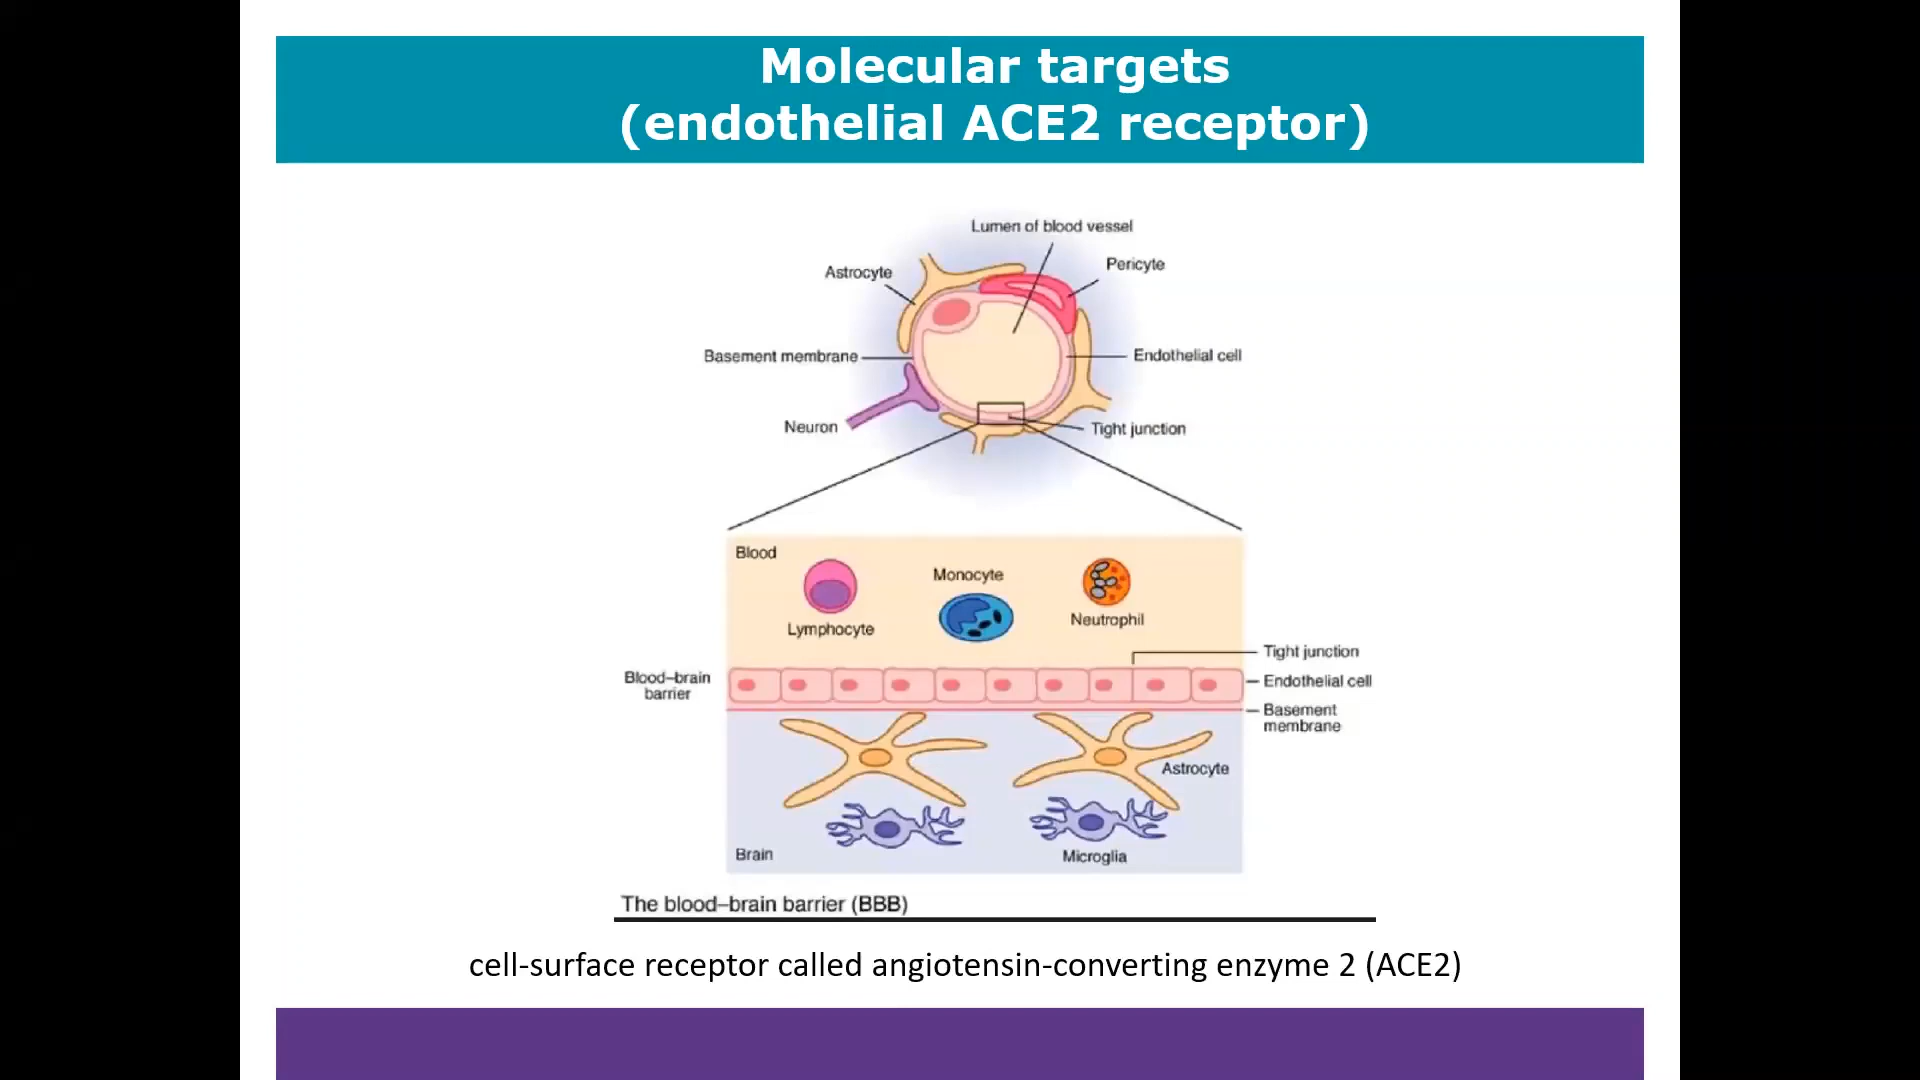 Molecular targets
(endothelial ACE2 receptor)
Lumen of blood vessel
Astrocyte
Pericyte
Basement membrane
Endothelial cell
Neuron
Tight junction
Blood
Monocyte
Lymphocyte
Neutrophil
Tight junction
Blood–brain
barrier
Endothelial cell
Basement
membrane
Astrocyte
Brain
Microglia
The blood–brain barrier (BBB)
cell-surface receptor called angiotensin-converting enzyme 2 (ACE2)